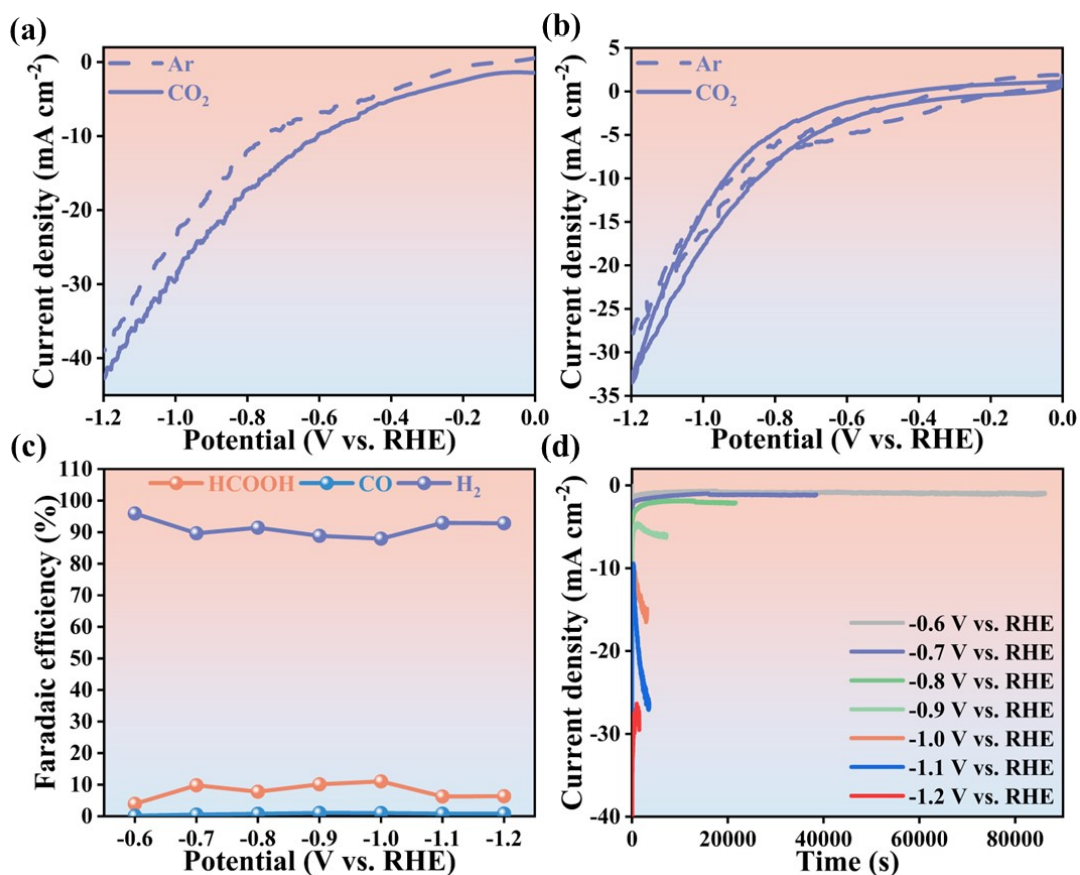 (a)
Ar
CO₂
0
-10
-20
-30
-40
-1.2 -1.0 -0.8 -0.6 -0.4 -0.2 0.0
Current density (mA cm⁻²)
Potential (V vs. RHE)
(b)
Ar
CO₂
5
0
-5
-10
-15
-20
-25
-30
-35
-1.2 -1.0 -0.8 -0.6 -0.4 -0.2 0.0
Current density (mA cm⁻²)
Potential (V vs. RHE)
(c)
HCOOH CO H₂
110
100
90
80
70
60
50
40
30
20
10
0
-0.6 -0.7 -0.8 -0.9 -1.0 -1.1 -1.2
Faradaic efficiency (%)
Potential (V vs. RHE)
(d)
0
-10
-20
-30
-40
-0.6 V vs. RHE
-0.7 V vs. RHE
-0.8 V vs. RHE
-0.9 V vs. RHE
-1.0 V vs. RHE
-1.1 V vs. RHE
-1.2 V vs. RHE
0 20000 40000 60000 80000
Current density (mA cm⁻²)
Time (s)